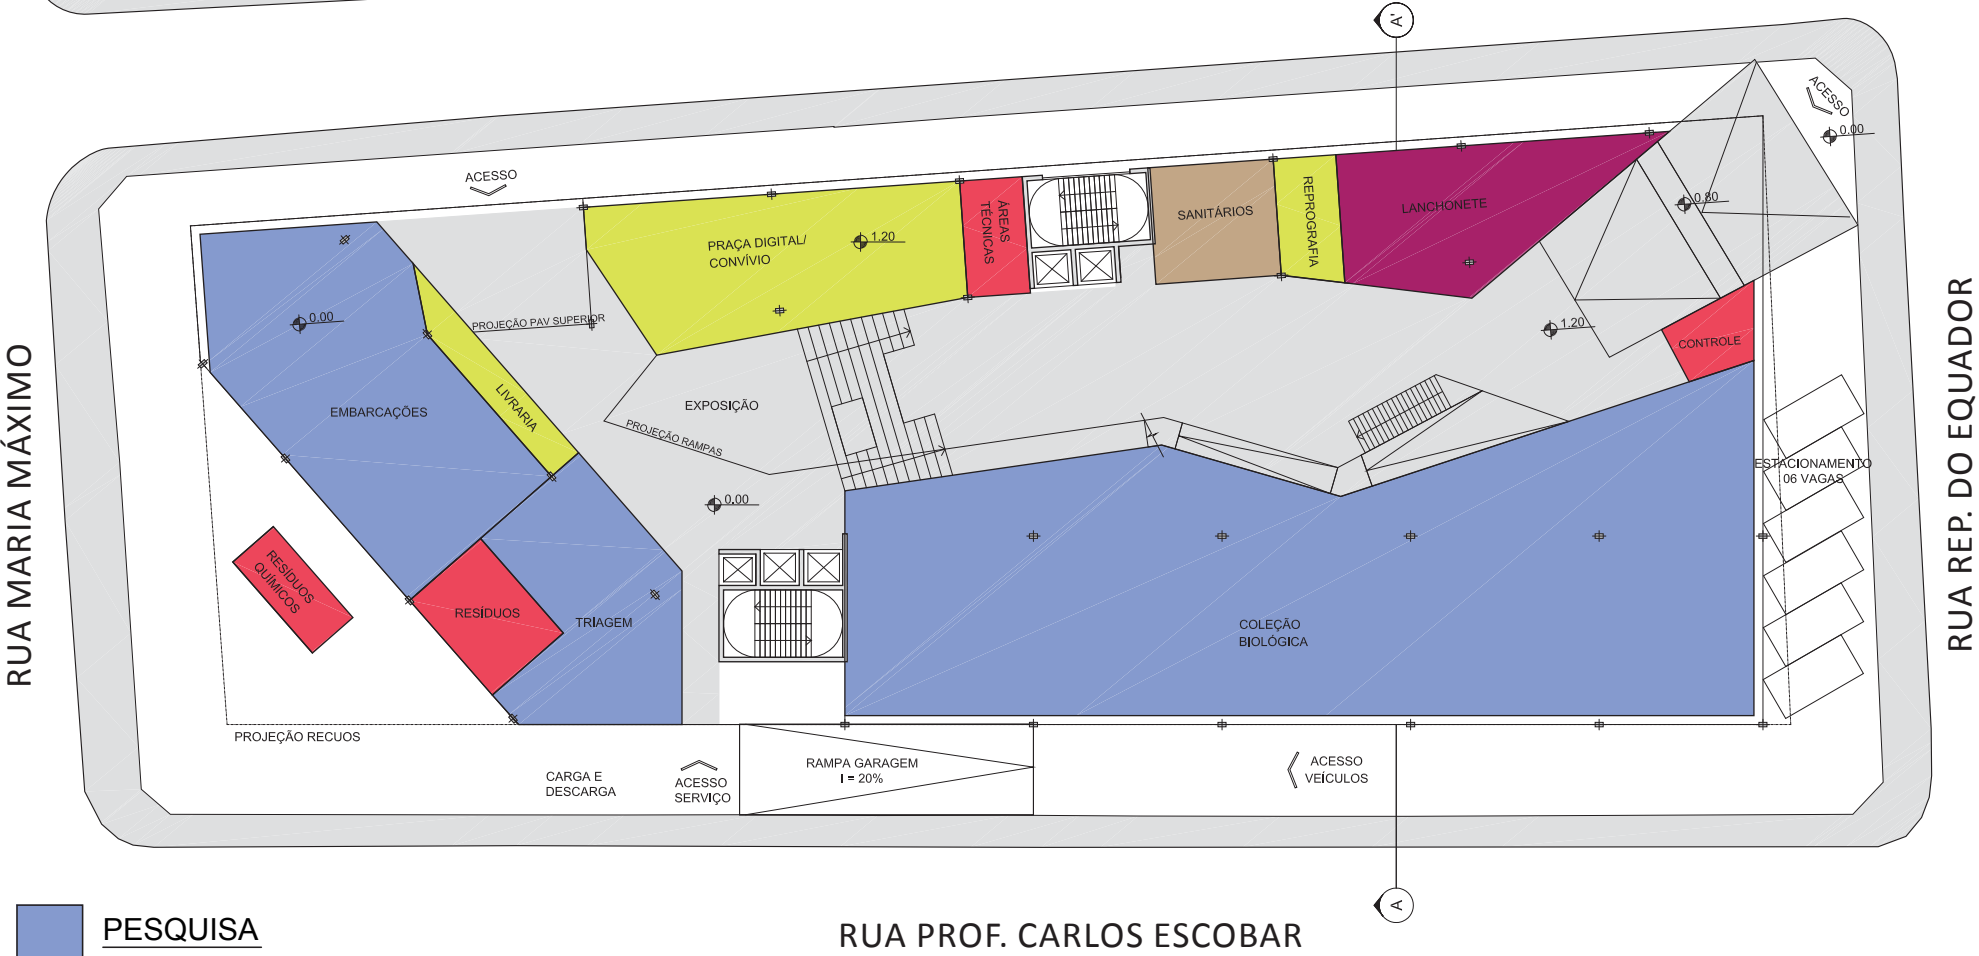 A'
ACESSO
0.00
ACESSO
0.80
REPROGRAFIA
LANCHONETE
SANITÁRIOS
ÁREAS
TÉCNICAS
PRAÇA DIGITAL/
CONVÍVIO
1.20
0.00
PROJEÇÃO PAV SUPERIOR
1.20
CONTROLE
LIVRARIA
EMBARCAÇÕES
EXPOSIÇÃO
PROJEÇÃO RAMPAS
0.00
ESTACIONAMENTO
06 VAGAS
RESÍDUOS
QUÍMICOS
RESÍDUOS
TRIAGEM
COLEÇÃO
BIOLÓGICA
PROJEÇÃO RECUOS
CARGA E
DESCARGA
ACESSO
SERVIÇO
RAMPA GARAGEM
I = 20%
ACESSO
VEÍCULOS
A
RUA MARIA MÁXIMO
RUA REP. DO EQUADOR
RUA PROF. CARLOS ESCOBAR
PESQUISA